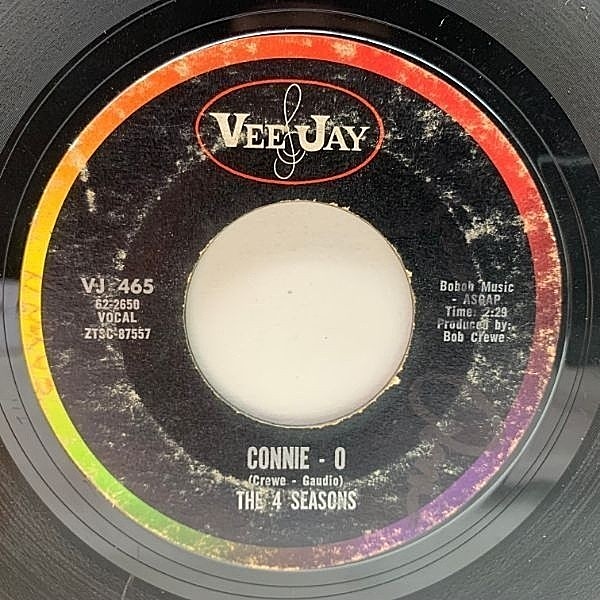 VEE JAY
VJ 465
62-2650
VOCAL
ZTSC-87557
Bobob Music
- ASCAP
Time: 2:29
Produced by:
Bob Crewe
CONNIE - O
(Crewe - Gaudio)
THE 4 SEASONS